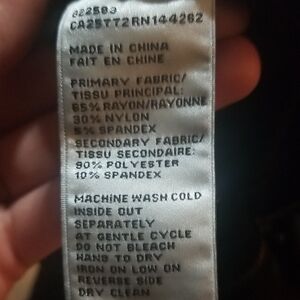 822583
CA25772RN144262
MADE IN CHINA
FAIT EN CHINE
PRIMARY FABRIC/
TISSU PRINCIPAL:
65% RAYON/RAYONNE
30% NYLON
5% SPANDEX
SECONDARY FABRIC/
TISSU SECONDAIRE:
90% POLYESTER
10% SPANDEX
MACHINE WASH COLD
INSIDE OUT
SEPARATELY
AT GENTLE CYCLE
DO NOT BLEACH
HANG TO DRY
IRON ON LOW ON
REVERSE SIDE
DRY CLEAN